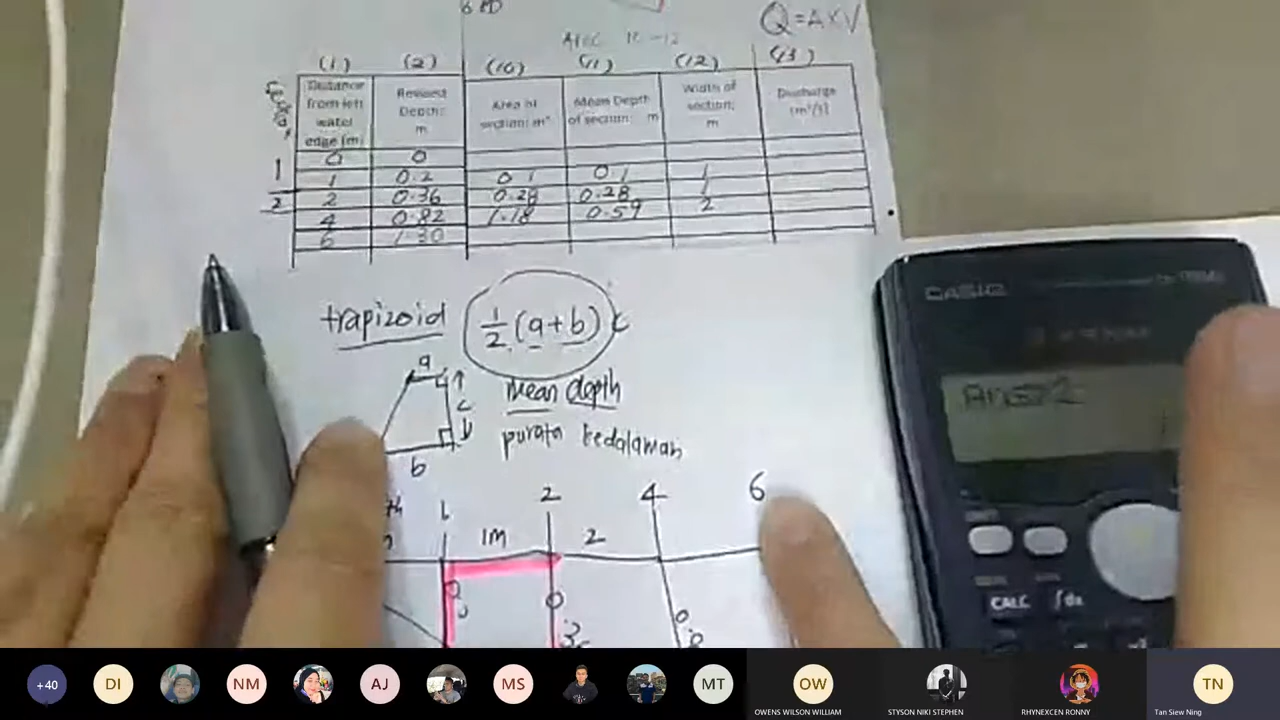 Q=AXV
(1) (2) (10) (11) (12) (13)
Distance from left water edge (m)
Revised Depth: m
Area of section: m²
Mean Depth of section: m
Width of section: m
Discharge (m³/s)
0 0
1 1 0.2 0.1 0.1 1
2 2 0.36 0.28 0.28 1
4 0.82 1.18 0.59 2
6 1.30
trapizoid ½(a+b)c
a
Mean depth
c
purata kedalaman
b
1 2 4 6
1m 2
CASIO
Ans÷2
CALC ∫dx
+40 DI NM AJ MS MT OW TN
OWENS WILSON WILLIAM
STYSON NIKI STEPHEN
RHYNEXCEN RONNY
Tan Siew Ning